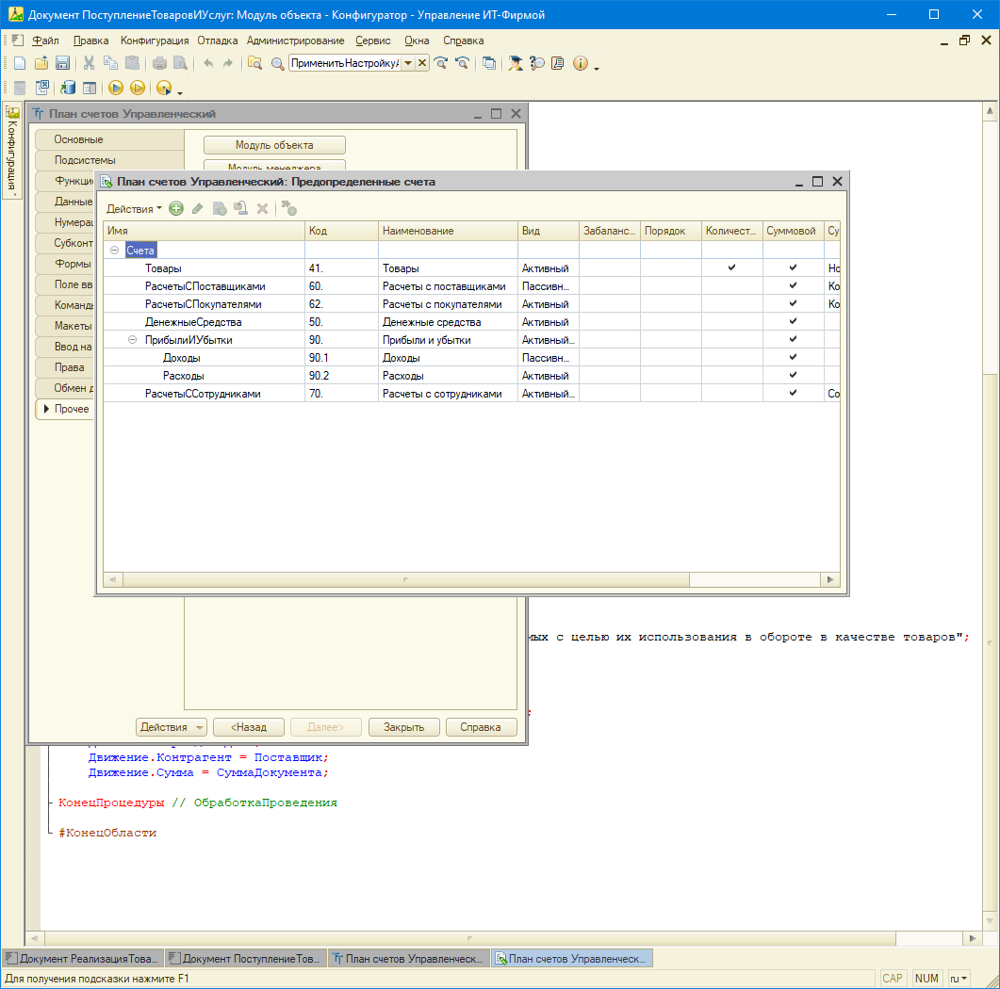 Документ ПоступлениеТоваровИУслуг: Модуль объекта - Конфигуратор - Управление ИТ-Фирмой
Файл Правка Конфигурация Отладка Администрирование Сервис Окна Справка
ПрименитьНастройку
Конфигурация
План счетов Управленческий
Основные
Подсистемы
Функцио
Данные
Нумерац
Субконт
Формы
Поле вв
Команды
Макеты
Ввод на
Права
Обмен д
Прочее
Модуль объекта
Модуль менеджера
План счетов Управленческий: Предопределенные счета
Действия
Имя Код Наименование Вид Забаланс... Порядок Количест... Суммовой Су
Счета
Товары 41. Товары Активный Но
РасчетыСПоставщиками 60. Расчеты с поставщиками Пассивн... Ко
РасчетыСПокупателями 62. Расчеты с покупателями Активный Ко
ДенежныеСредства 50. Денежные средства Активный
ПрибылиИУбытки 90. Прибыли и убытки Активный...
Доходы 90.1 Доходы Пассивн...
Расходы 90.2 Расходы Активный
РасчетыССотрудниками 70. Расчеты с сотрудниками Активный... Со
мых с целью их использования в обороте в качестве товаров";
;
Действия <Назад Далее> Закрыть Справка
Движение.Контрагент = Поставщик;
Движение.Сумма = СуммаДокумента;
КонецПроцедуры // ОбработкаПроведения
#КонецОбласти
Документ РеализацияТова... Документ ПоступлениеТов... План счетов Управленческ... План счетов Управленческ...
Для получения подсказки нажмите F1 CAP NUM ru